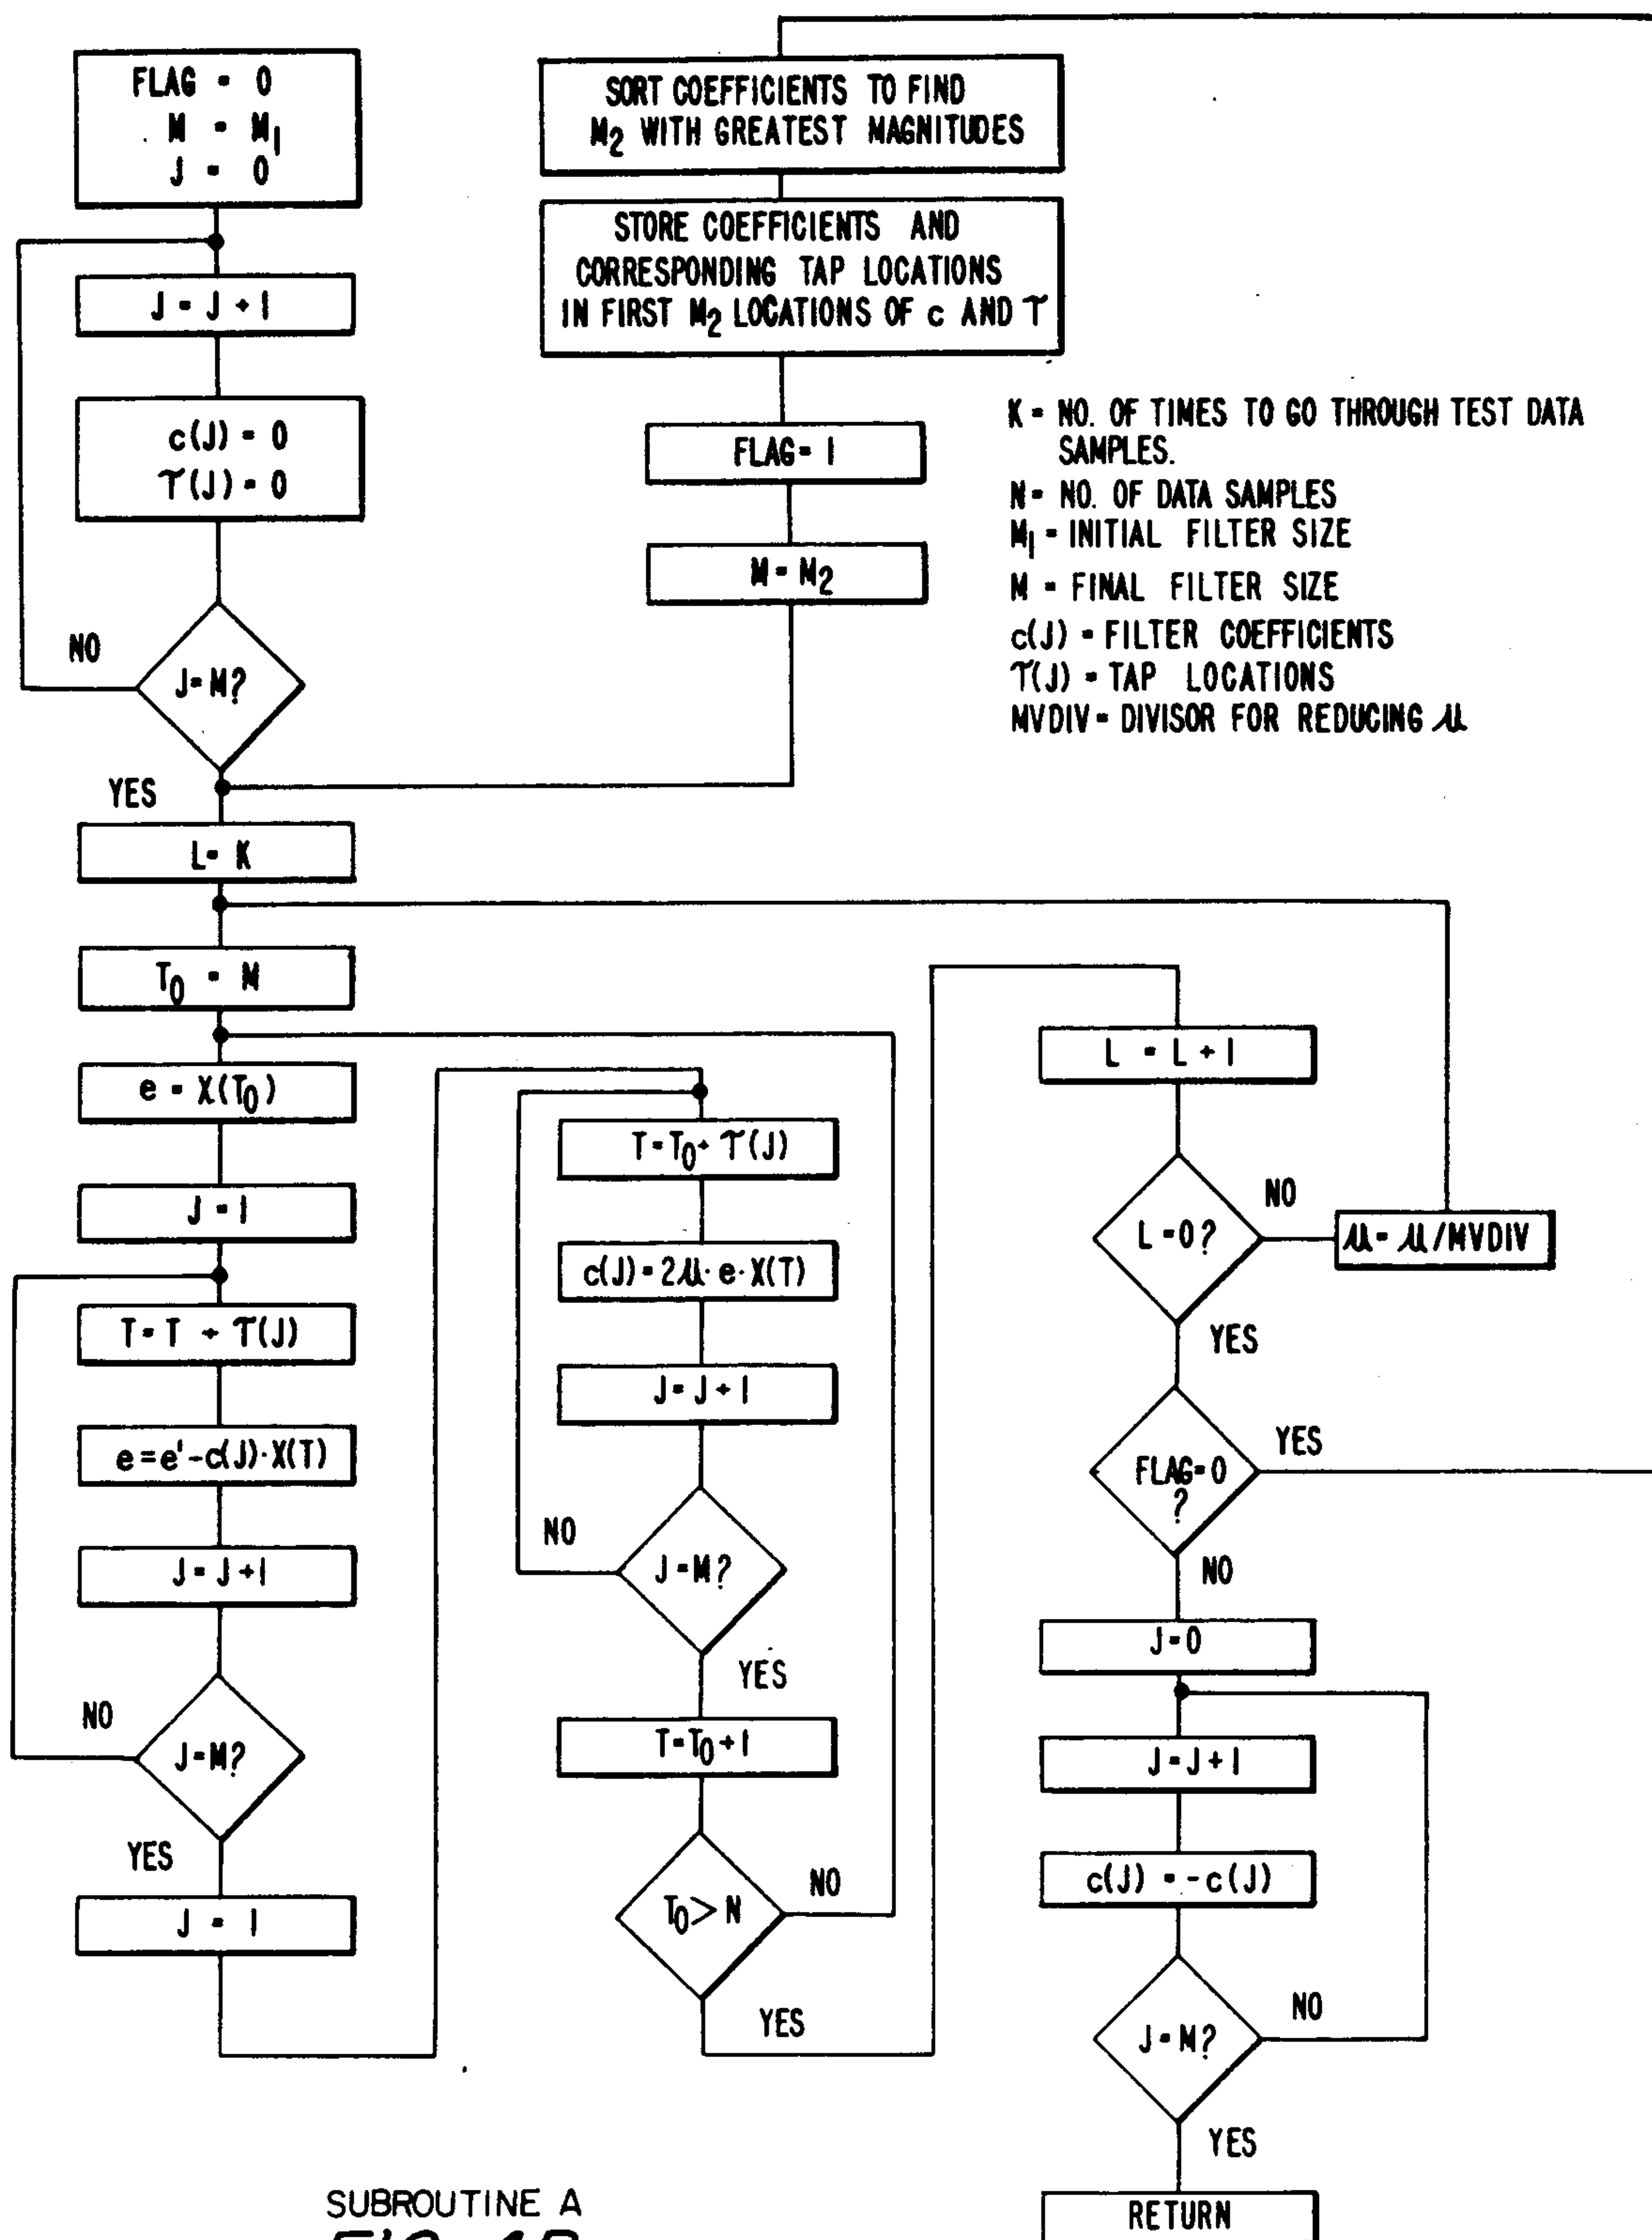 FLAG = 0
M = M₁
J = 0
J = J + 1
c(J) = 0
τ(J) = 0
NO
J=M?
YES
L= K
T₀ = M
e = X(T₀)
J = 1
T= T + τ(J)
e=e'-c(J)·X(T)
J = J+1
NO
J=M?
YES
J = 1
SORT COEFFICIENTS TO FIND
M₂ WITH GREATEST MAGNITUDES
STORE COEFFICIENTS AND
CORRESPONDING TAP LOCATIONS
IN FIRST M₂ LOCATIONS OF c AND τ
FLAG= 1
M= M₂
K = NO. OF TIMES TO GO THROUGH TEST DATA
SAMPLES.
N= NO. OF DATA SAMPLES
M₁ = INITIAL FILTER SIZE
M = FINAL FILTER SIZE
c(J) = FILTER COEFFICIENTS
τ(J) = TAP LOCATIONS
MVDIV= DIVISOR FOR REDUCING μ
T=T₀+ τ(J)
c(J)=2μ· e· X(T)
J= J + 1
NO
J=M?
YES
T=T₀+1
NO
T₀> N
YES
L = L + 1
NO
L =0?
μ= μ/MVDIV
YES
YES
FLAG=0
?
NO
J=0
J=J+1
c(J) = -c(J)
NO
J=M?
YES
RETURN
SUBROUTINE A